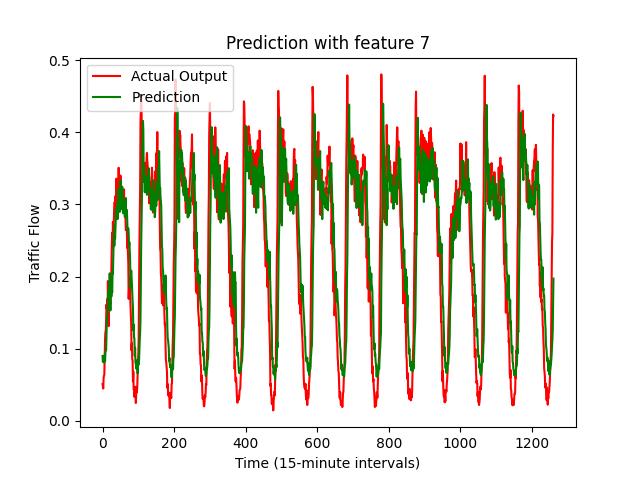 Prediction with feature 7
Actual Output
Prediction
Traffic Flow
0.5
0.4
0.3
0.2
0.1
0.0
0 200 400 600 800 1000 1200
Time (15-minute intervals)